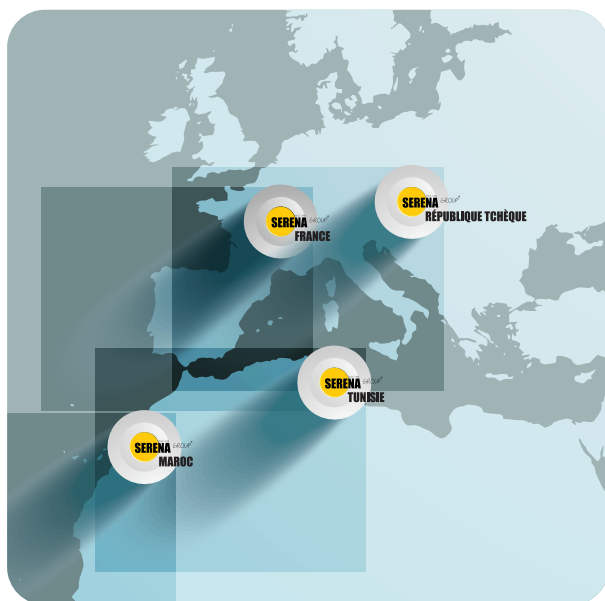 SERENA GROUP
FRANCE
SERENA GROUP
RÉPUBLIQUE TCHÈQUE
SERENA GROUP
TUNISIE
SERENA GROUP
MAROC